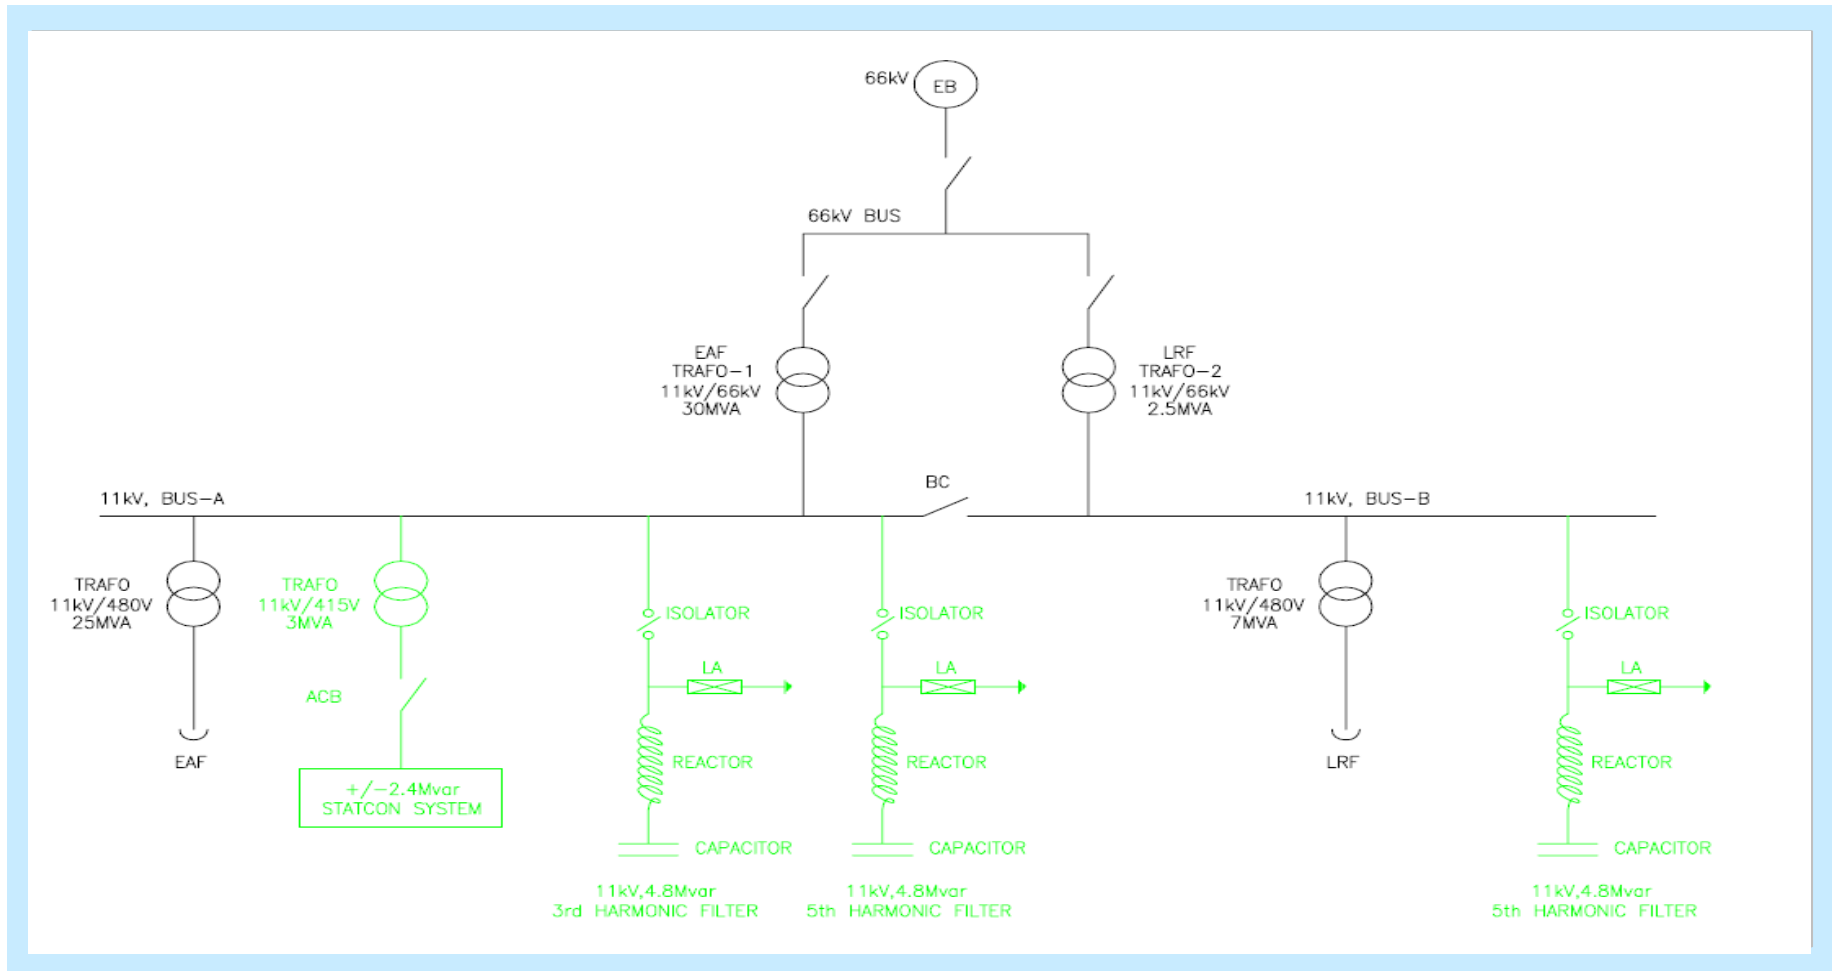 66kV
EB
66kV BUS
EAF
TRAFO-1
11kV/66kV
30MVA
LRF
TRAFO-2
11kV/66kV
2.5MVA
BC
11kV, BUS-A
11kV, BUS-B
TRAFO
11kV/480V
25MVA
EAF
TRAFO
11kV/415V
3MVA
ACB
+/-2.4Mvar
STATCON SYSTEM
ISOLATOR
LA
REACTOR
CAPACITOR
11kV,4.8Mvar
3rd HARMONIC FILTER
ISOLATOR
LA
REACTOR
CAPACITOR
11kV,4.8Mvar
5th HARMONIC FILTER
TRAFO
11kV/480V
7MVA
LRF
ISOLATOR
LA
REACTOR
CAPACITOR
11kV,4.8Mvar
5th HARMONIC FILTER